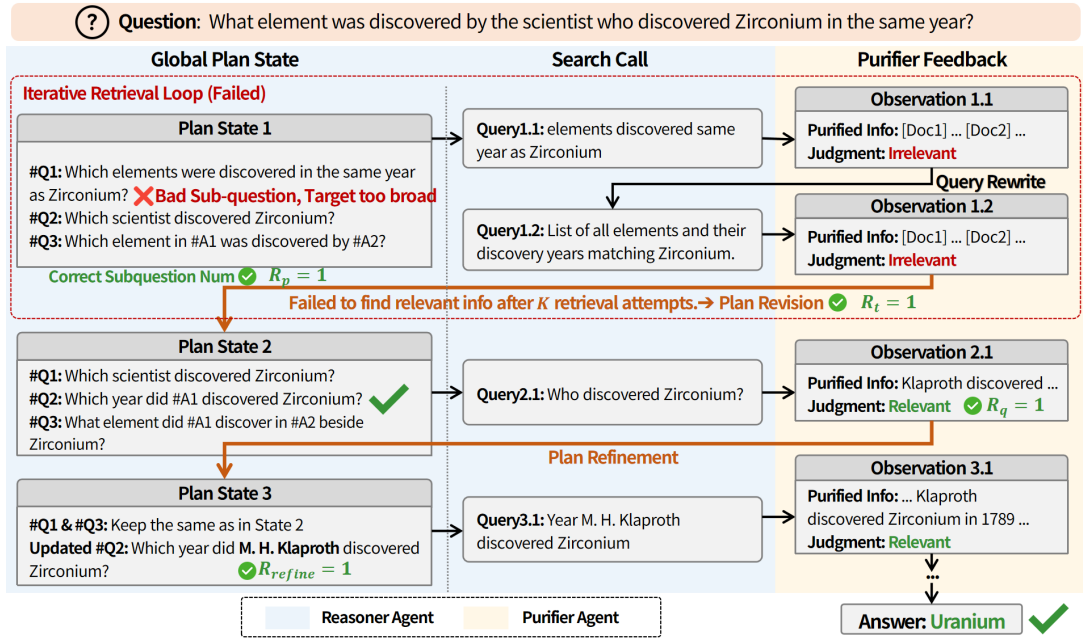 ? Question: What element was discovered by the scientist who discovered Zirconium in the same year?
Global Plan State
Search Call
Purifier Feedback
Iterative Retrieval Loop (Failed)
Plan State 1
#Q1: Which elements were discovered in the same year
as Zirconium? ❌Bad Sub-question, Target too broad
#Q2: Which scientist discovered Zirconium?
#Q3: Which element in #A1 was discovered by #A2?
Correct Subquestion Num ✅ R_p = 1
Query1.1: elements discovered same
year as Zirconium
Observation 1.1
Purified Info: [Doc1] ... [Doc2] ...
Judgment: Irrelevant
Query Rewrite
Query1.2: List of all elements and their
discovery years matching Zirconium.
Observation 1.2
Purified Info: [Doc1] ... [Doc2] ...
Judgment: Irrelevant
Failed to find relevant info after K retrieval attempts.➔ Plan Revision ✅ R_t = 1
Plan State 2
#Q1: Which scientist discovered Zirconium?
#Q2: Which year did #A1 discovered Zirconium?
#Q3: What element did #A1 discover in #A2 beside
Zirconium?
Query2.1: Who discovered Zirconium?
Observation 2.1
Purified Info: Klaproth discovered ...
Judgment: Relevant ✅ R_q = 1
Plan Refinement
Plan State 3
#Q1 & #Q3: Keep the same as in State 2
Updated #Q2: Which year did M. H. Klaproth discovered
Zirconium? ✅ R_refine = 1
Query3.1: Year M. H. Klaproth
discovered Zirconium
Observation 3.1
Purified Info: ... Klaproth
discovered Zirconium in 1789 ...
Judgment: Relevant
...
Answer: Uranium
Reasoner Agent
Purifier Agent